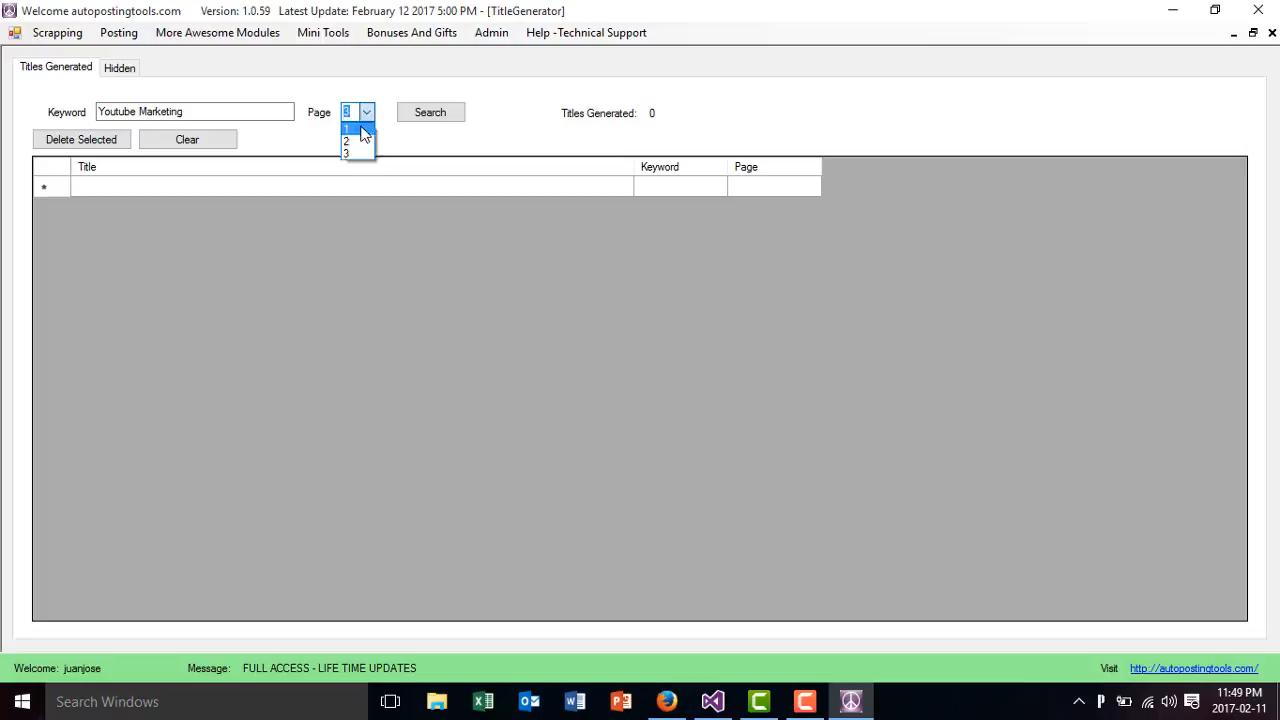 Welcome autopostingtools.com Version: 1.0.59 Latest Update: February 12 2017 5:00 PM - [TitleGenerator]
Scrapping Posting More Awesome Modules Mini Tools Bonuses And Gifts Admin Help -Technical Support
Titles Generated Hidden
Keyword Youtube Marketing Page 3 Search Titles Generated: 0
1
Delete Selected Clear 2
3
Title Keyword Page
*
Welcome: juanjose Message: FULL ACCESS - LIFE TIME UPDATES Visit http://autopostingtools.com/
Search Windows 11:49 PM
2017-02-11